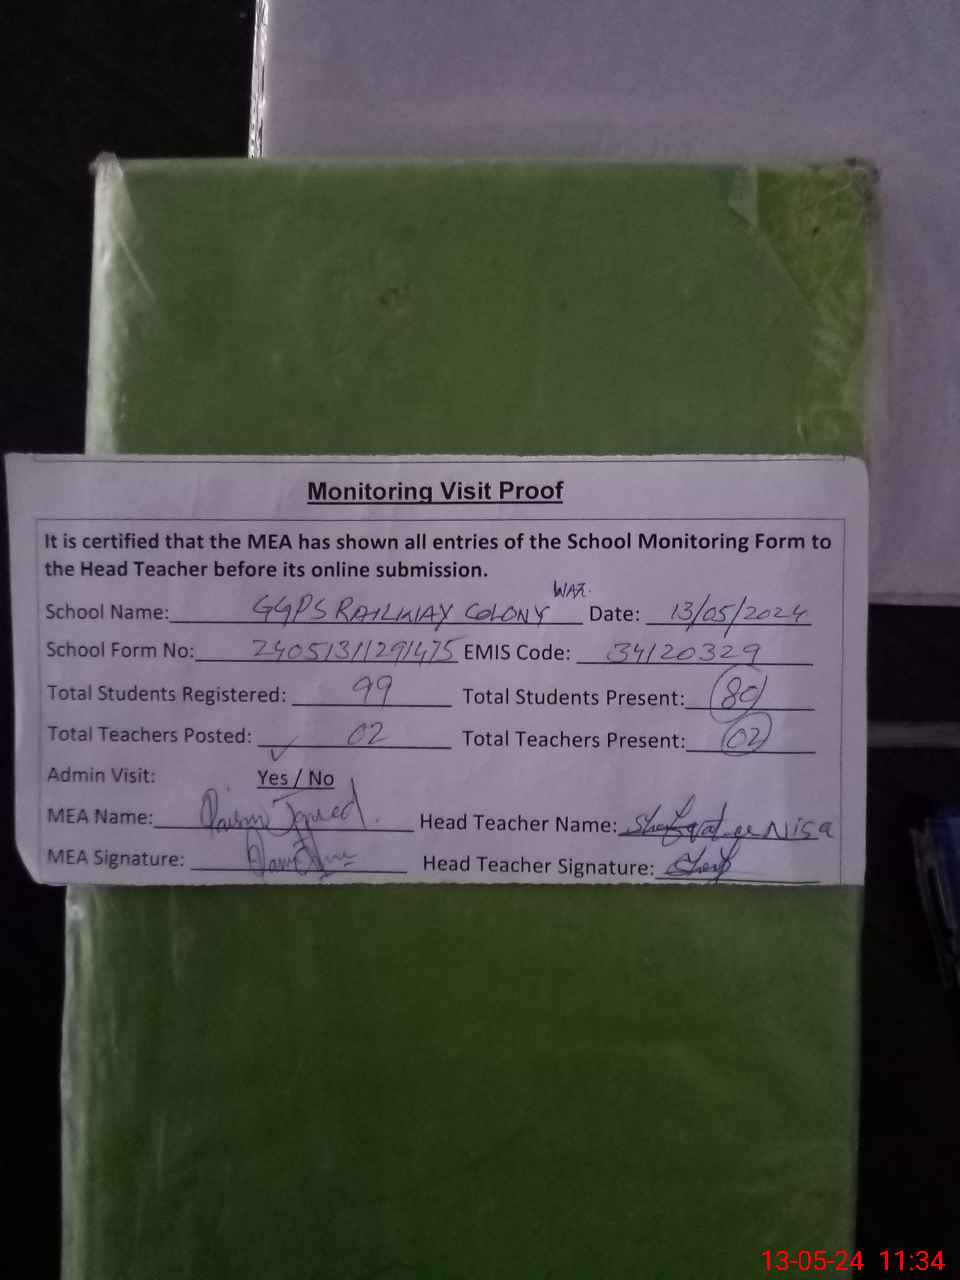 Monitoring Visit Proof
It is certified that the MEA has shown all entries of the School Monitoring Form to
the Head Teacher before its online submission.
School Name: GGPS RAILWAY COLONY WAZ. Date: 13/05/2024
School Form No: 2405131129475 EMIS Code: 34120329
Total Students Registered: 99 Total Students Present: 80
Total Teachers Posted: 02 Total Teachers Present: 02
Admin Visit: Yes / No
MEA Name: Head Teacher Name: Nisa
MEA Signature: Head Teacher Signature:
13-05-24 11:34